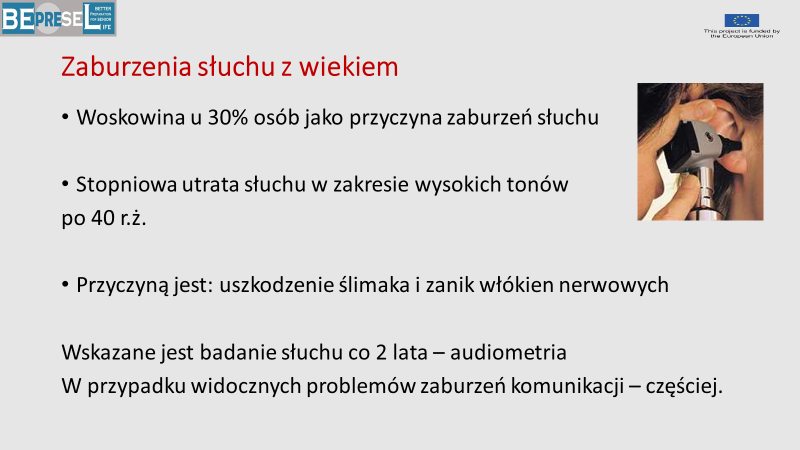 BEPRESEL
BETTER
PREPARATION
FOR SENIOR
LIFE
This project is funded by
the European Union
Zaburzenia słuchu z wiekiem
• Woskowina u 30% osób jako przyczyna zaburzeń słuchu
• Stopniowa utrata słuchu w zakresie wysokich tonów
po 40 r.ż.
• Przyczyną jest: uszkodzenie ślimaka i zanik włókien nerwowych
Wskazane jest badanie słuchu co 2 lata – audiometria
W przypadku widocznych problemów zaburzeń komunikacji – częściej.